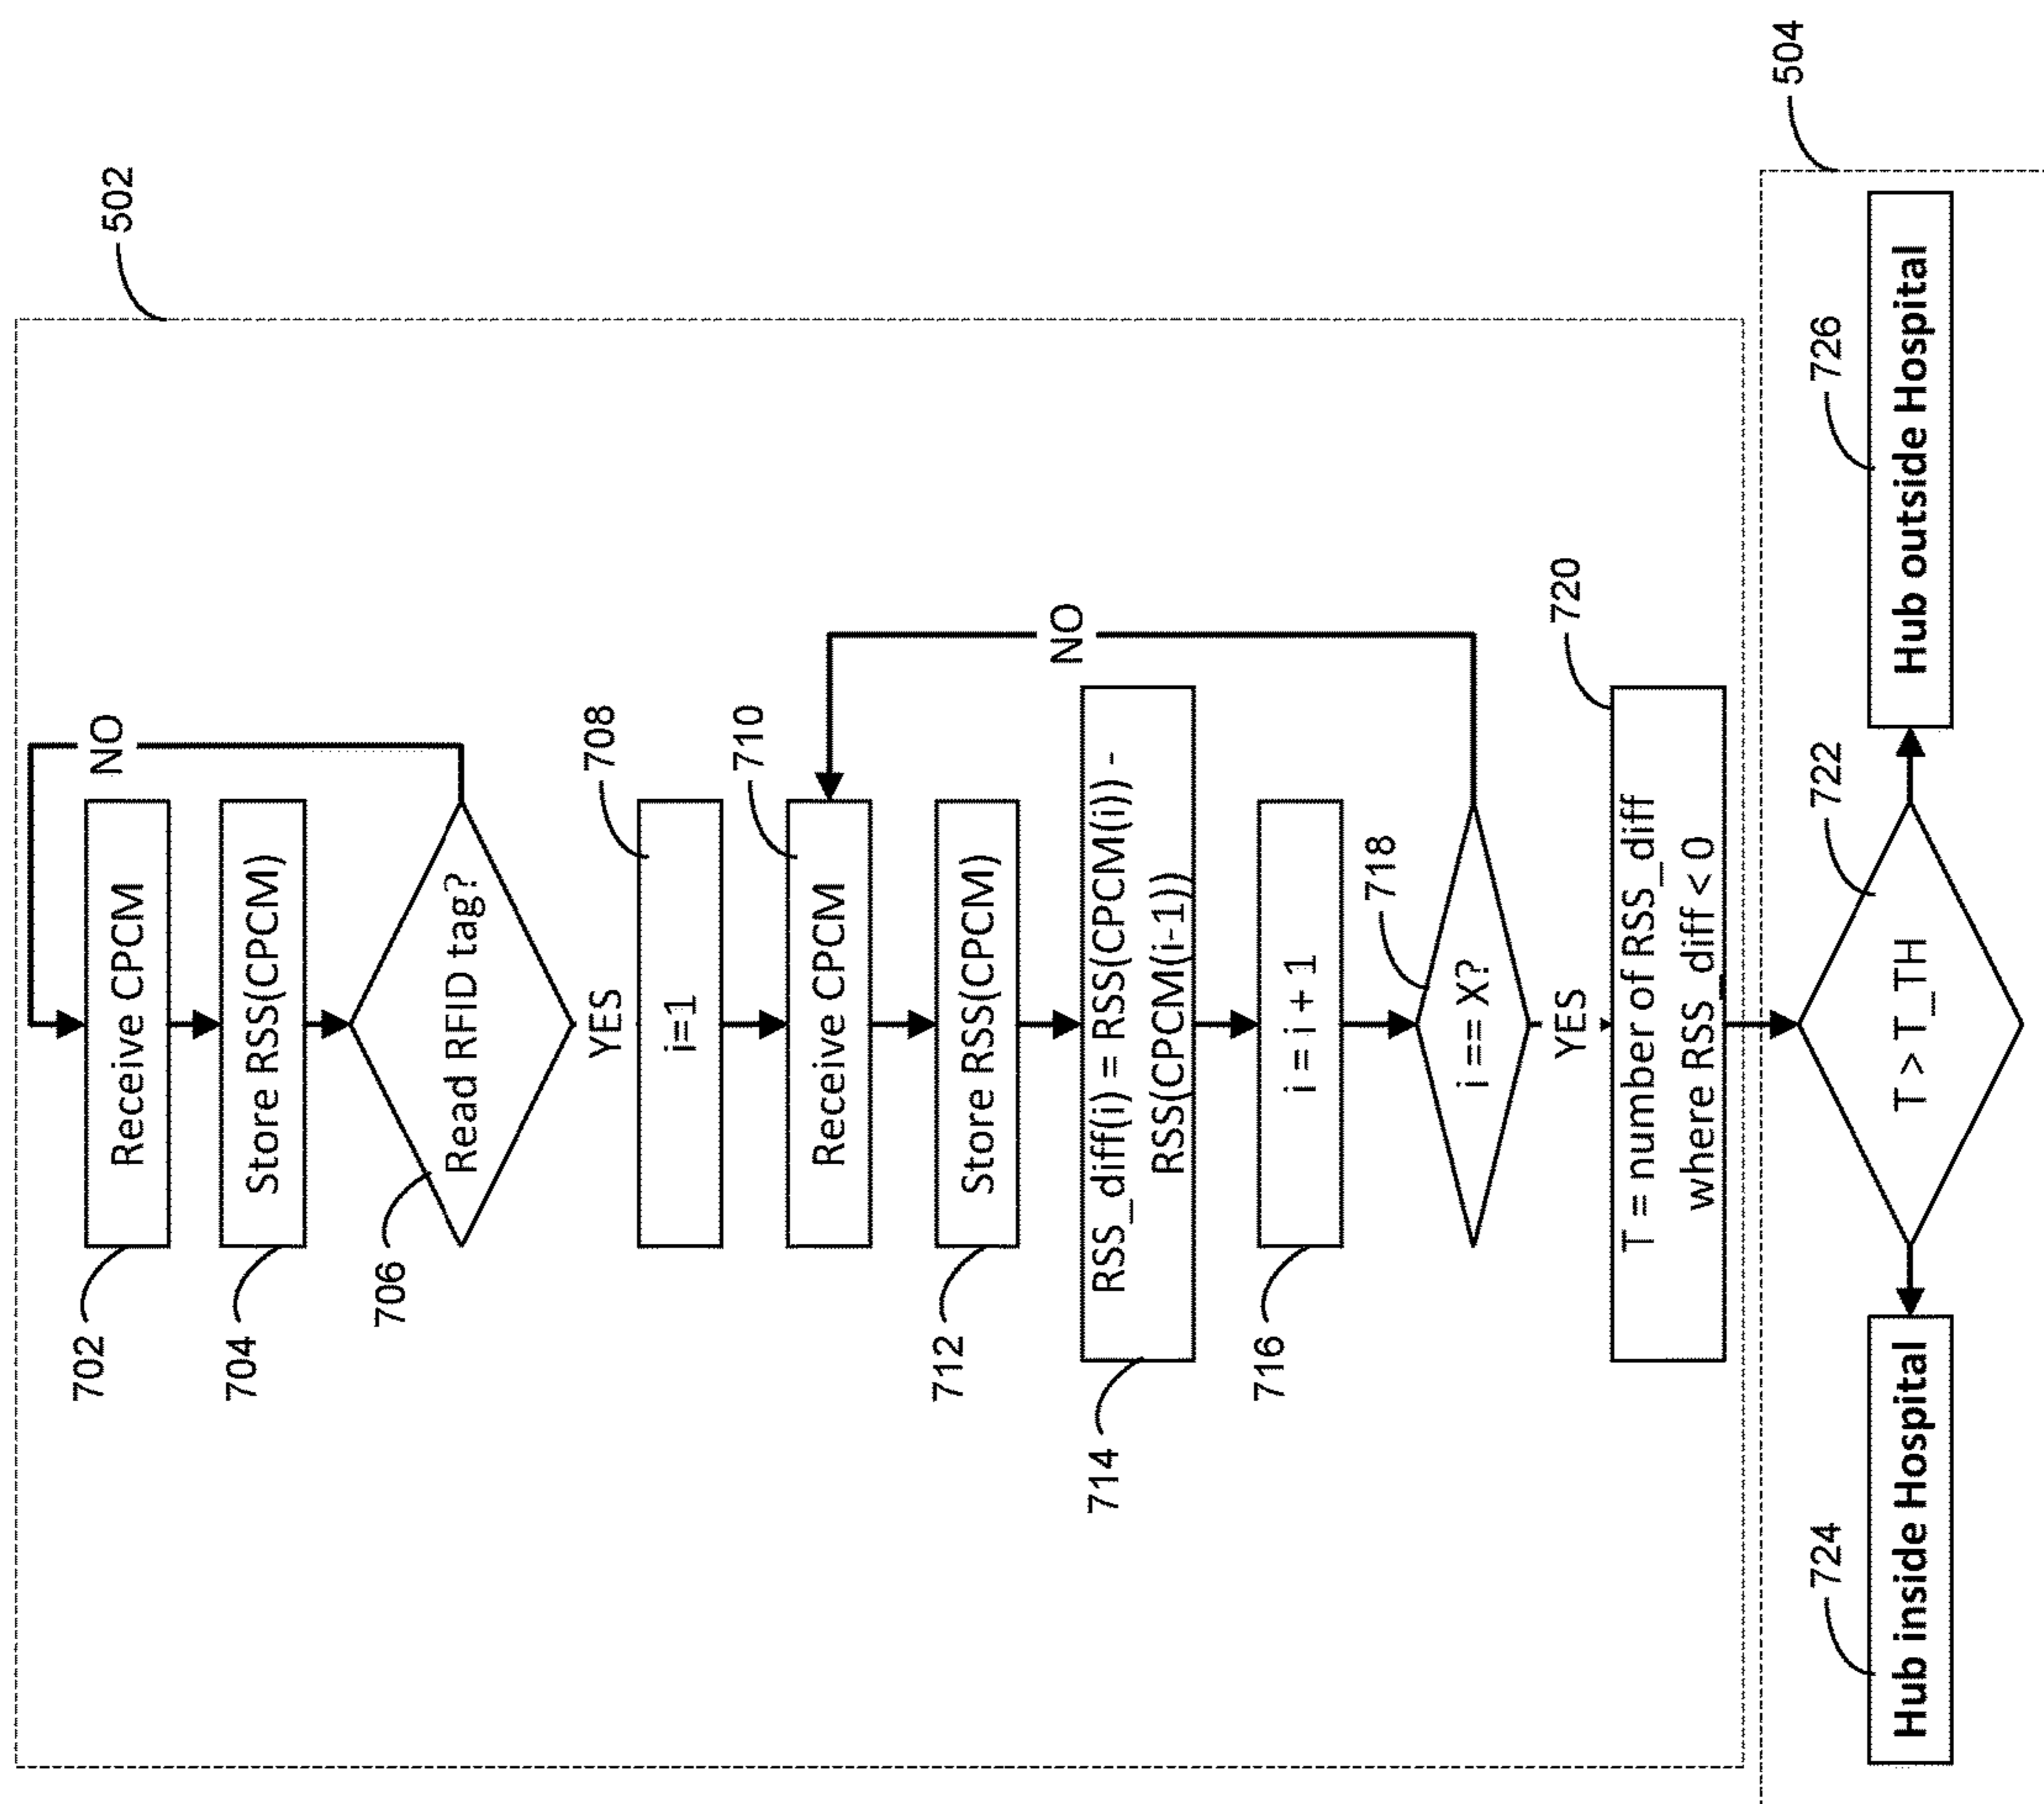 502
NO
702
Receive CPCM
704
Store RSS(CPCM)
706
Read RFID tag?
YES
708
i=1
710
Receive CPCM
NO
712
Store RSS(CPCM)
714
RSS_diff(i) = RSS(CPCM(i)) -
RSS(CPCM(i-1))
716
i = i + 1
718
i == X?
YES
720
T = number of RSS_diff
where RSS_diff < 0
504
722
T > T_TH
724
Hub inside Hospital
726
Hub outside Hospital